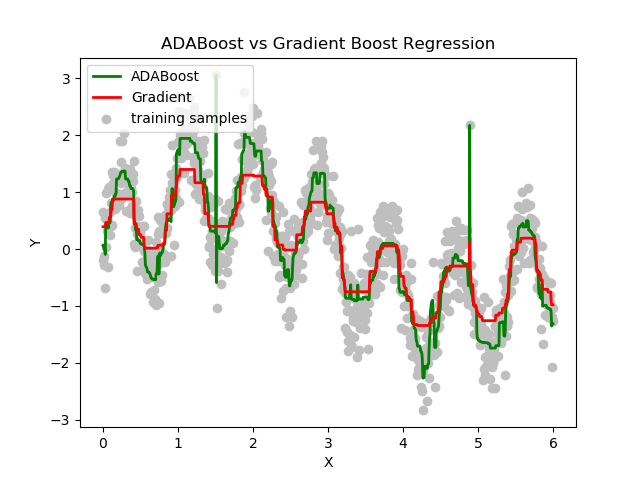 ADABoost vs Gradient Boost Regression
ADABoost
Gradient
training samples
3
2
1
0
−1
−2
−3
Y
0 1 2 3 4 5 6
X